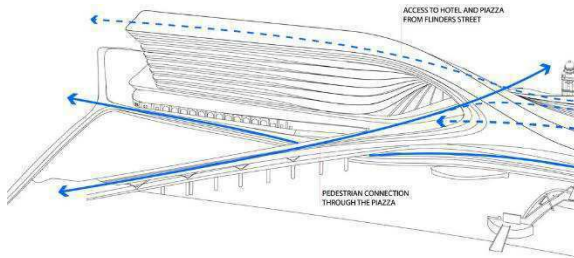 ACCESS TO HOTEL AND PIAZZA
FROM FLINDERS STREET
PEDESTRIAN CONNECTION
THROUGH THE PIAZZA